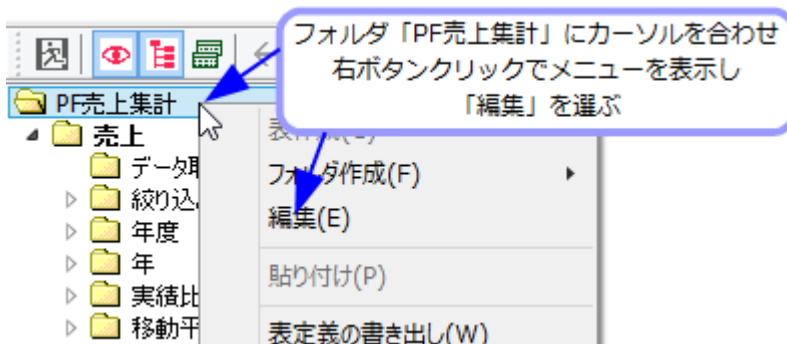 フォルダ「PF売上集計」にカーソルを合わせ
右ボタンクリックでメニューを表示し
「編集」を選ぶ
PF売上集計
売上
データ取
絞り込
年度
年
実績比
移動平
フォルダ作成(F)
編集(E)
貼り付け(P)
表定義の書き出し(W)